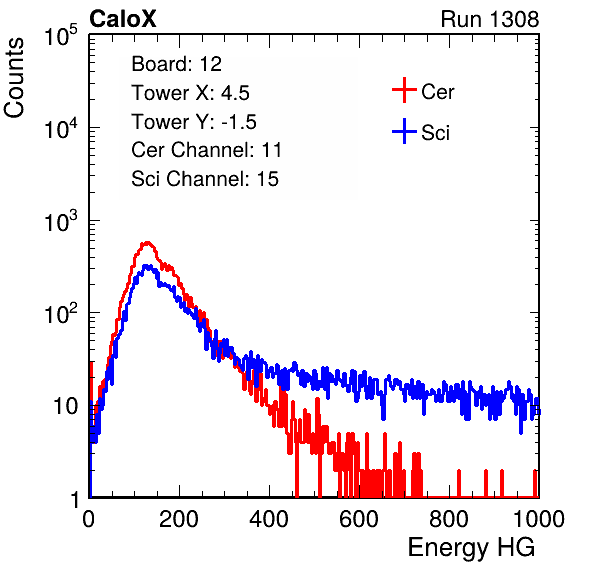 CaloX Run 1308
Counts
10^5
10^4
10^3
10^2
10
1
Board: 12
Tower X: 4.5
Tower Y: -1.5
Cer Channel: 11
Sci Channel: 15
Cer
Sci
0 200 400 600 800 1000
Energy HG